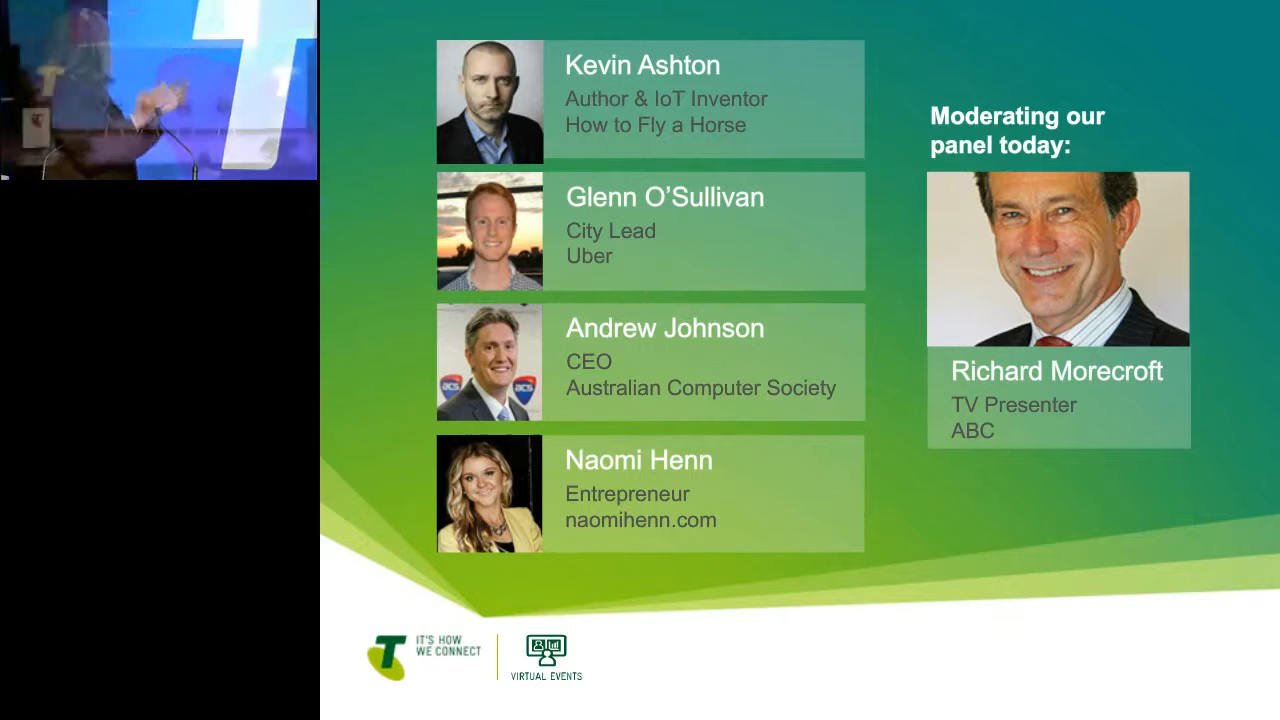 Kevin Ashton
Author & IoT Inventor
How to Fly a Horse
Glenn O'Sullivan
City Lead
Uber
Andrew Johnson
CEO
Australian Computer Society
Naomi Henn
Entrepreneur
naomihenn.com
Moderating our
panel today:
Richard Morecroft
TV Presenter
ABC
acs
acs
T
T
IT'S HOW
WE CONNECT
VIRTUAL EVENTS